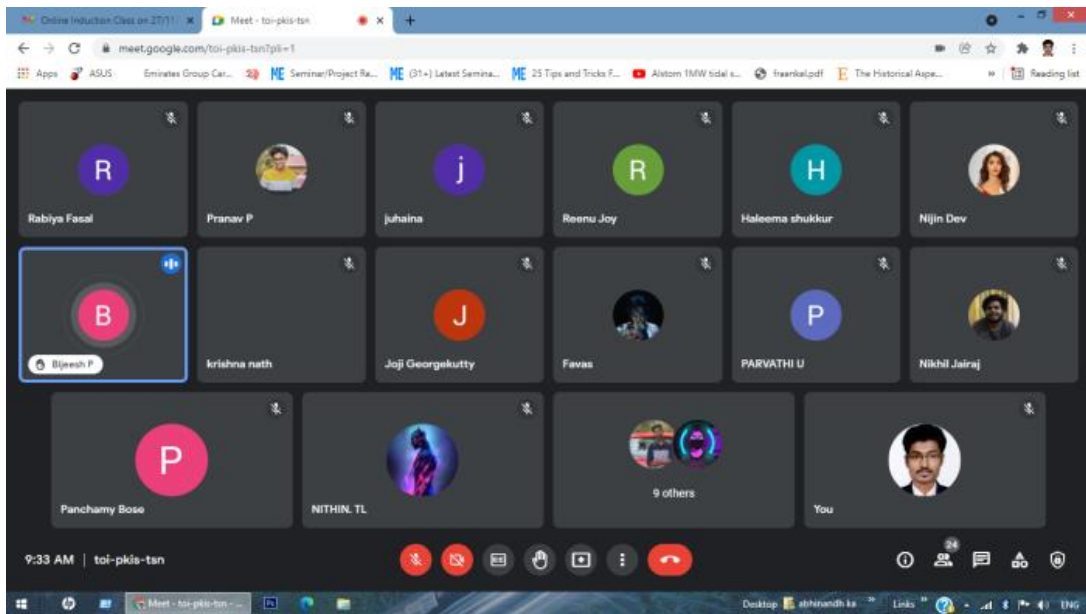 Online Induction Class on 27/11
Meet - toi-pkis-tsn
meet.google.com/toi-pkis-tsn?pli=1
Apps ASUS Emirates Group Car... Seminar/Project Re... (31+) Latest Semina... 25 Tips and Tricks F... Alstom 1MW tidal s... fraenkel.pdf The Historical Aspe... Reading list
R
Rabiya Fasal
Pranav P
j
juhaina
R
Reenu Joy
H
Haleema shukkur
Nijin Dev
B
Bijeesh P
krishna nath
J
Joji Georgekutty
Favas
P
PARVATHI U
Nikhil Jairaj
P
Panchamy Bose
NITHIN. TL
9 others
You
9:33 AM | toi-pkis-tsn
24
Meet - toi-pkis-tsn - ...
Desktop abhinandh ks Links